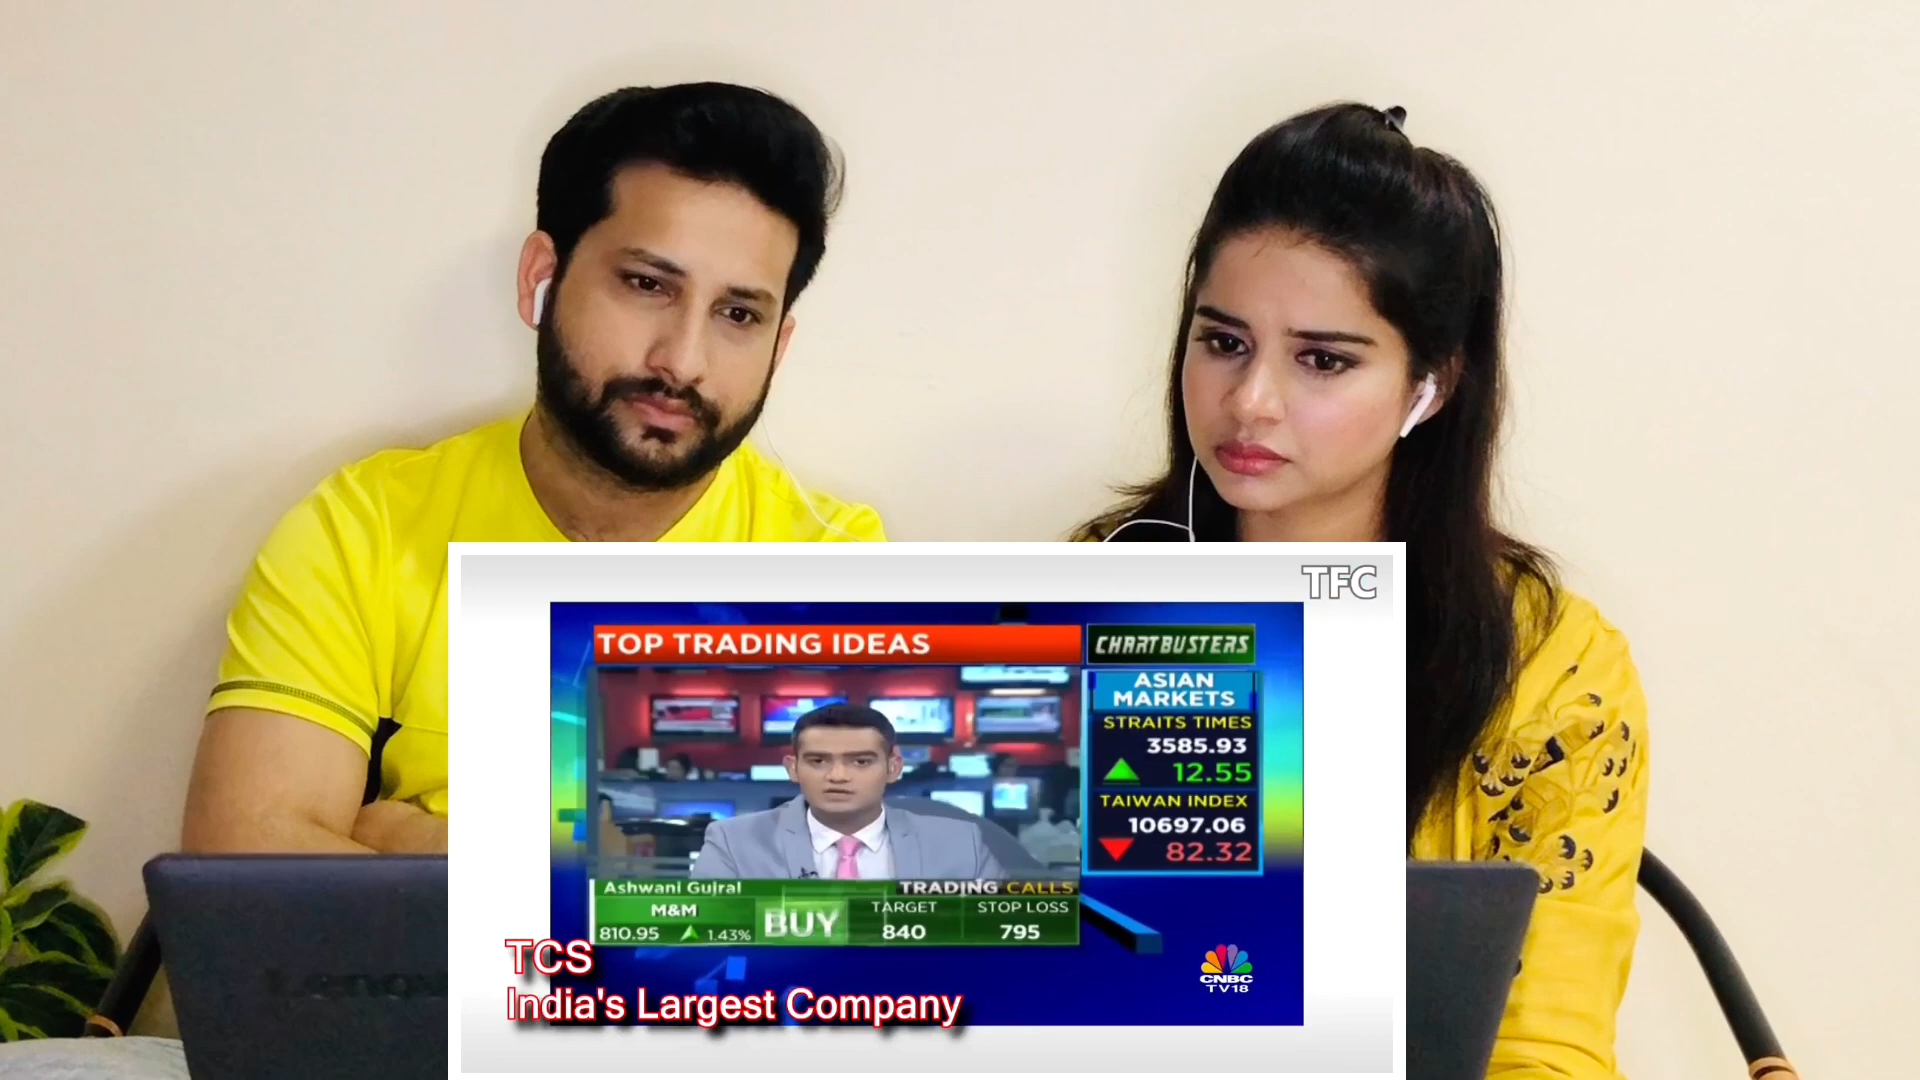 TFC
TOP TRADING IDEAS
CHARTBUSTERS
ASIAN
MARKETS
STRAITS TIMES
3585.93
12.55
TAIWAN INDEX
10697.06
82.32
Ashwani Gujral
TRADING CALLS
M&M
810.95
1.43%
BUY
TARGET
840
STOP LOSS
795
TCS
India's Largest Company
CNBC
TV18
Lenovo